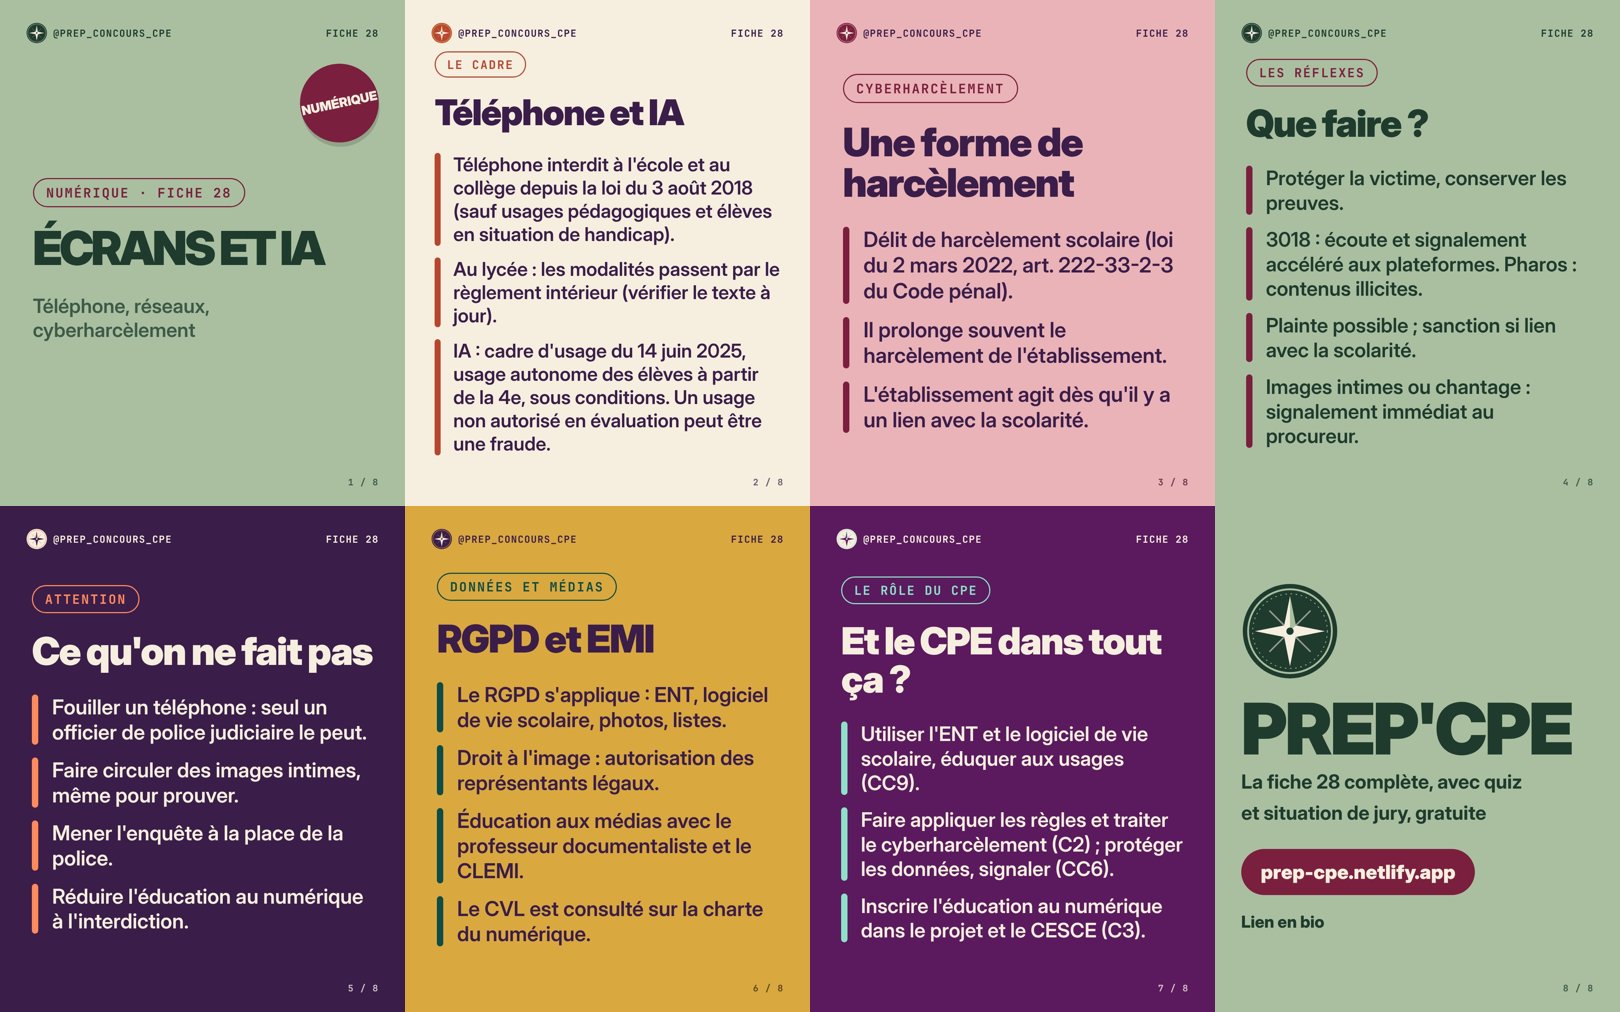 @PREP_CONCOURS_CPE
FICHE 28
NUMÉRIQUE
NUMÉRIQUE · FICHE 28
ÉCRANS ET IA
Téléphone, réseaux,
cyberharcèlement
1 / 8
@PREP_CONCOURS_CPE
FICHE 28
LE CADRE
Téléphone et IA
Téléphone interdit à l'école et au
collège depuis la loi du 3 août 2018
(sauf usages pédagogiques et élèves
en situation de handicap).
Au lycée : les modalités passent par le
règlement intérieur (vérifier le texte à
jour).
IA : cadre d'usage du 14 juin 2025,
usage autonome des élèves à partir
de la 4e, sous conditions. Un usage
non autorisé en évaluation peut être
une fraude.
2 / 8
@PREP_CONCOURS_CPE
FICHE 28
CYBERHARCÈLEMENT
Une forme de
harcèlement
Délit de harcèlement scolaire (loi
du 2 mars 2022, art. 222-33-2-3
du Code pénal).
Il prolonge souvent le
harcèlement de l'établissement.
L'établissement agit dès qu'il y a
un lien avec la scolarité.
3 / 8
@PREP_CONCOURS_CPE
FICHE 28
LES RÉFLEXES
Que faire ?
Protéger la victime, conserver les
preuves.
3018 : écoute et signalement
accéléré aux plateformes. Pharos :
contenus illicites.
Plainte possible ; sanction si lien
avec la scolarité.
Images intimes ou chantage :
signalement immédiat au
procureur.
4 / 8
@PREP_CONCOURS_CPE
FICHE 28
ATTENTION
Ce qu'on ne fait pas
Fouiller un téléphone : seul un
officier de police judiciaire le peut.
Faire circuler des images intimes,
même pour prouver.
Mener l'enquête à la place de la
police.
Réduire l'éducation au numérique
à l'interdiction.
5 / 8
@PREP_CONCOURS_CPE
FICHE 28
DONNÉES ET MÉDIAS
RGPD et EMI
Le RGPD s'applique : ENT, logiciel
de vie scolaire, photos, listes.
Droit à l'image : autorisation des
représentants légaux.
Éducation aux médias avec le
professeur documentaliste et le
CLEMI.
Le CVL est consulté sur la charte
du numérique.
6 / 8
@PREP_CONCOURS_CPE
FICHE 28
LE RÔLE DU CPE
Et le CPE dans tout
ça ?
Utiliser l'ENT et le logiciel de vie
scolaire, éduquer aux usages
(CC9).
Faire appliquer les règles et traiter
le cyberharcèlement (C2) ; protéger
les données, signaler (CC6).
Inscrire l'éducation au numérique
dans le projet et le CESCE (C3).
7 / 8
PREP'CPE
La fiche 28 complète, avec quiz
et situation de jury, gratuite
prep-cpe.netlify.app
Lien en bio
8 / 8